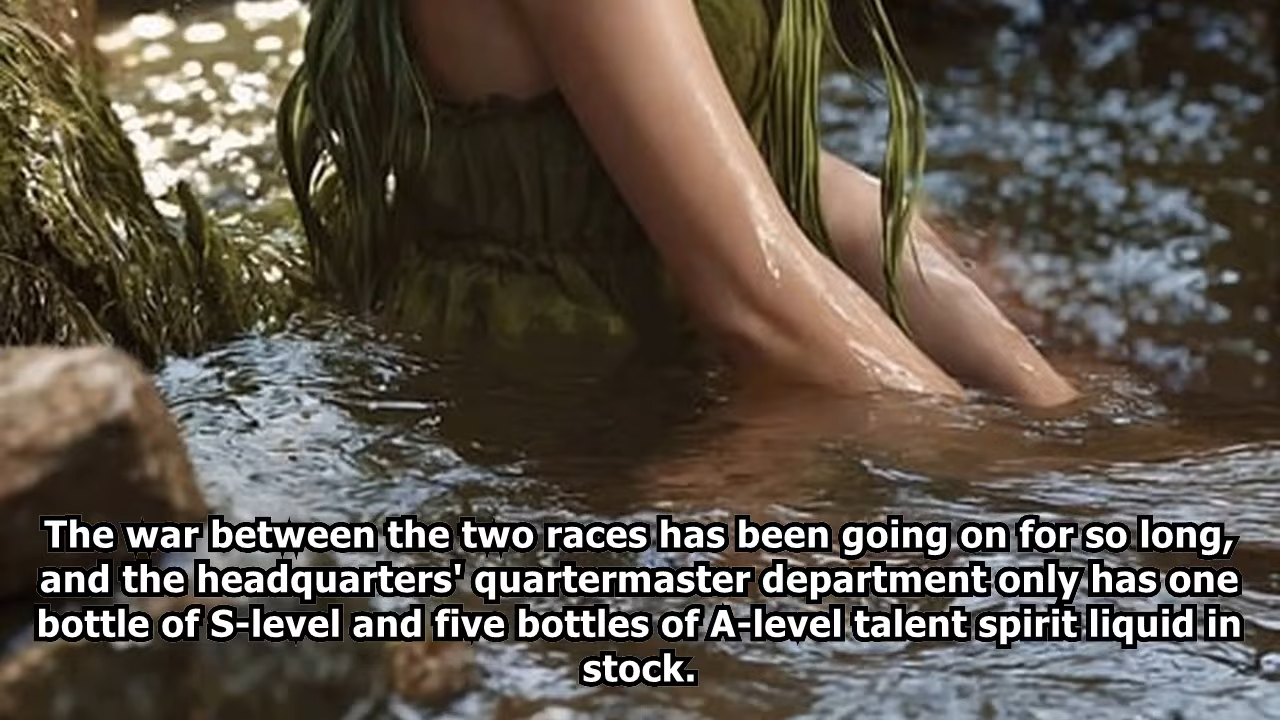 The war between the two races has been going on for so long,
and the headquarters' quartermaster department only has one
bottle of S-level and five bottles of A-level talent spirit liquid in
stock.